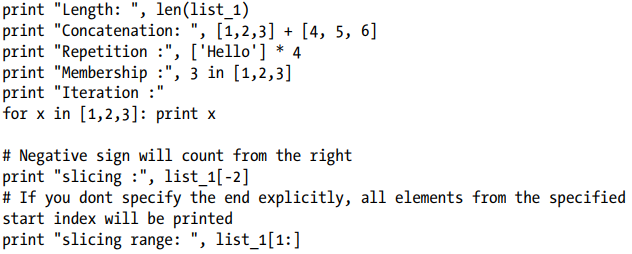 print "Length: ", len(list_1)
print "Concatenation: ", [1,2,3] + [4, 5, 6]
print "Repetition :", ['Hello'] * 4
print "Membership :", 3 in [1,2,3]
print "Iteration :"
for x in [1,2,3]: print x

# Negative sign will count from the right
print "slicing :", list_1[-2]
# If you dont specify the end explicitly, all elements from the specified
start index will be printed
print "slicing range: ", list_1[1:]